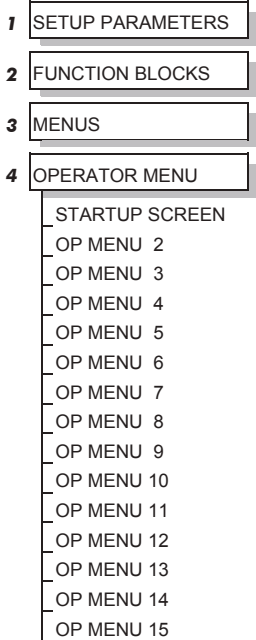 1 SETUP PARAMETERS
2 FUNCTION BLOCKS
3 MENUS
4 OPERATOR MENU
STARTUP SCREEN
OP MENU 2
OP MENU 3
OP MENU 4
OP MENU 5
OP MENU 6
OP MENU 7
OP MENU 8
OP MENU 9
OP MENU 10
OP MENU 11
OP MENU 12
OP MENU 13
OP MENU 14
OP MENU 15